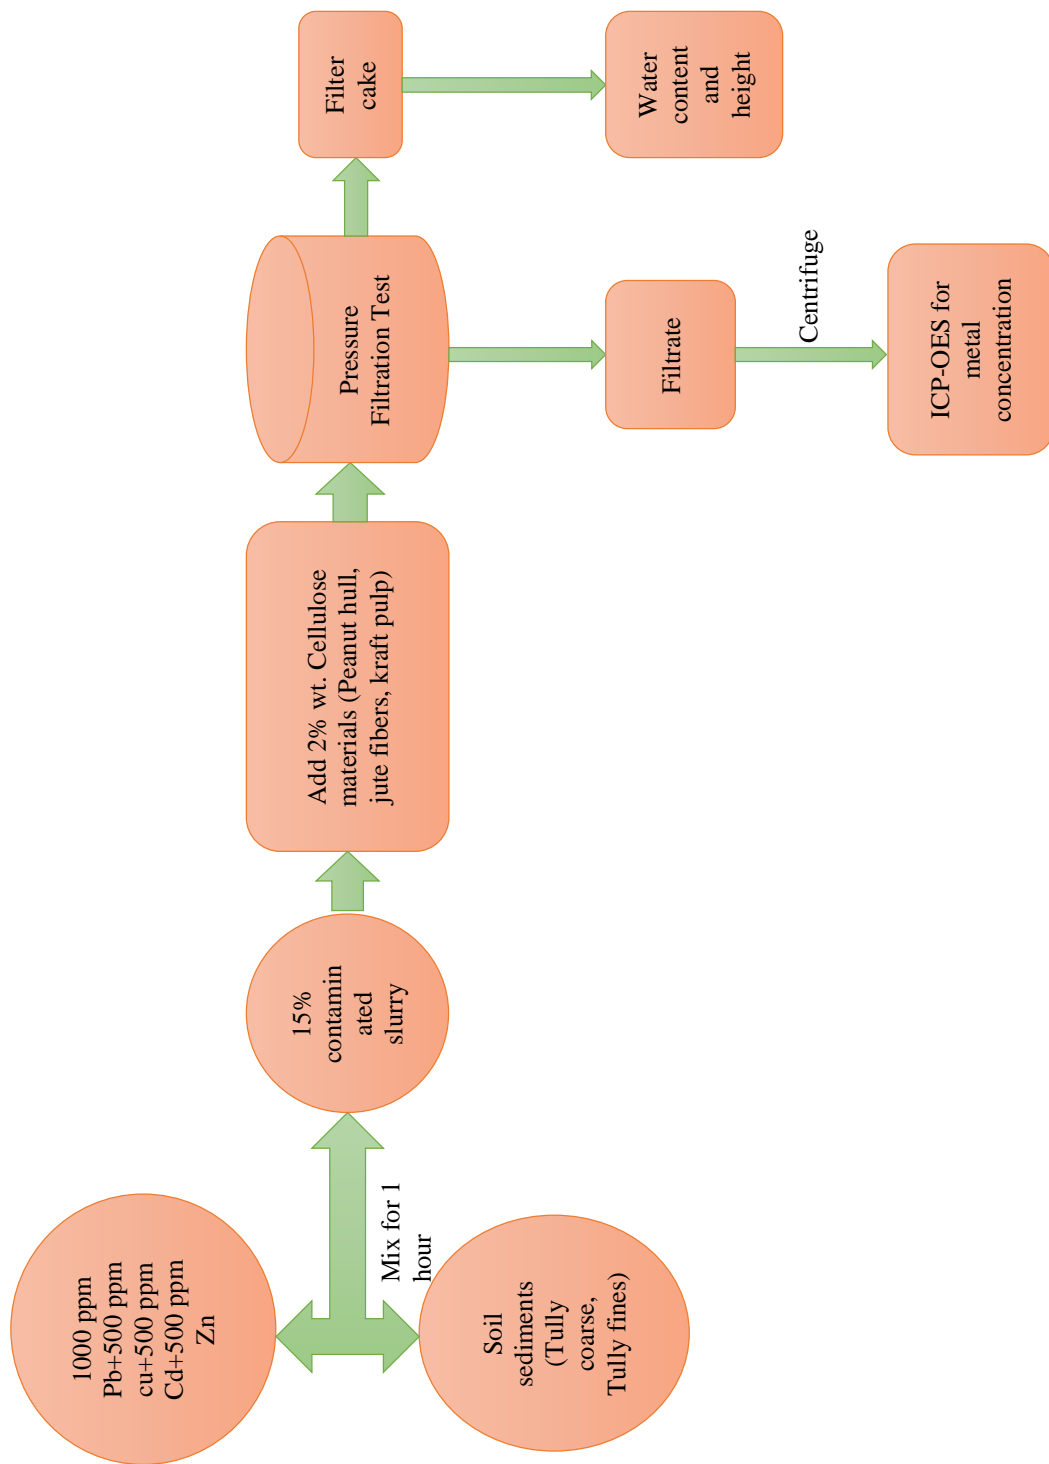 1000 ppm
Pb+500 ppm
cu+500 ppm
Cd+500 ppm
Zn
Soil
sediments
(Tully
coarse,
Tully fines)
Mix for 1
hour
15%
contamin
ated
slurry
Add 2% wt. Cellulose
materials (Peanut hull,
jute fibers, kraft pulp)
Pressure
Filtration Test
Filter
cake
Water
content
and
height
Filtrate
Centrifuge
ICP-OES for
metal
concentration